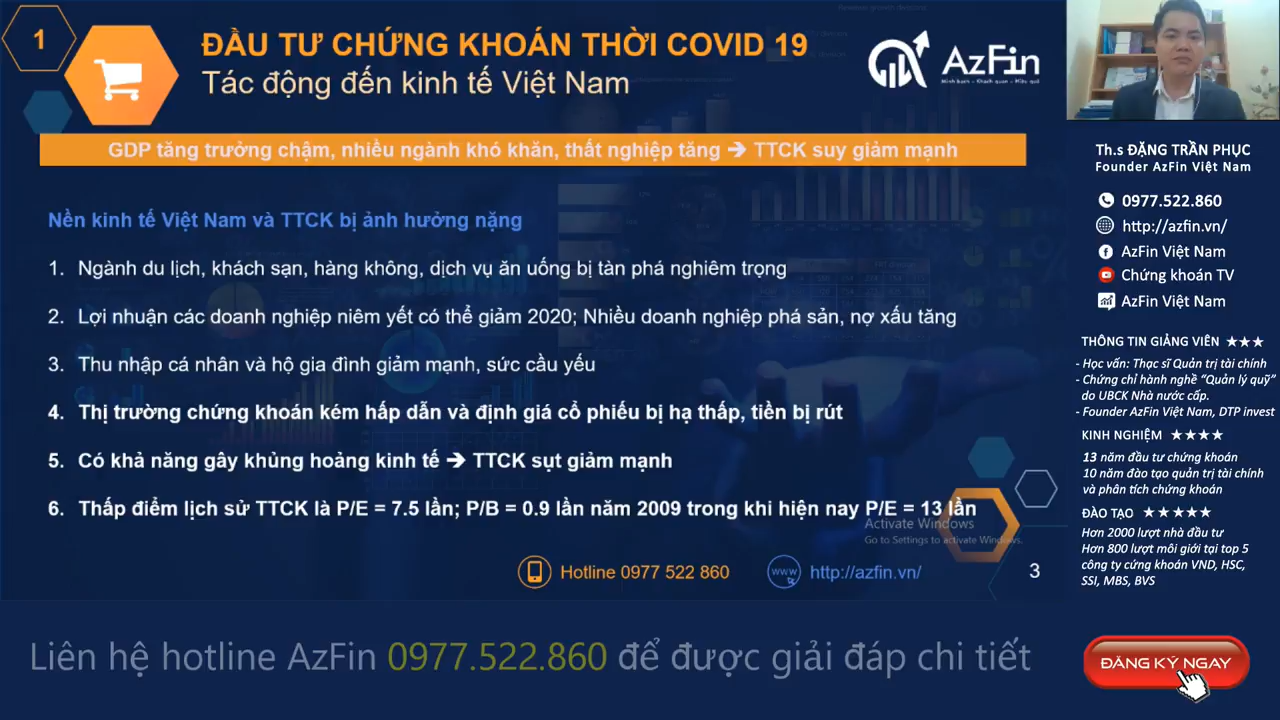 1
ĐẦU TƯ CHỨNG KHOÁN THỜI COVID 19
Tác động đến kinh tế Việt Nam
AzFin
Minh bạch - Khách quan - Hiệu quả
GDP tăng trưởng chậm, nhiều ngành khó khăn, thất nghiệp tăng ➔ TTCK suy giảm mạnh
Nền kinh tế Việt Nam và TTCK bị ảnh hưởng nặng
1. Ngành du lịch, khách sạn, hàng không, dịch vụ ăn uống bị tàn phá nghiêm trọng
2. Lợi nhuận các doanh nghiệp niêm yết có thể giảm 2020; Nhiều doanh nghiệp phá sản, nợ xấu tăng
3. Thu nhập cá nhân và hộ gia đình giảm mạnh, sức cầu yếu
4. Thị trường chứng khoán kém hấp dẫn và định giá cổ phiếu bị hạ thấp, tiền bị rút
5. Có khả năng gây khủng hoảng kinh tế ➔ TTCK sụt giảm mạnh
6. Thấp điểm lịch sử TTCK là P/E = 7.5 lần; P/B = 0.9 lần năm 2009 trong khi hiện nay P/E = 13 lần
Activate Windows
Go to Settings to activate Windows.
Hotline 0977 522 860
www
http://azfin.vn/
3
Th.s ĐẶNG TRẦN PHỤC
Founder AzFin Việt Nam
0977.522.860
http://azfin.vn/
AzFin Việt Nam
Chứng khoán TV
AzFin Việt Nam
THÔNG TIN GIẢNG VIÊN ★★★
- Học vấn: Thạc sĩ Quản trị tài chính
- Chứng chỉ hành nghề “Quản lý quỹ”
do UBCK Nhà nước cấp.
- Founder AzFin Việt Nam, DTP invest
KINH NGHIỆM ★★★★
13 năm đầu tư chứng khoán
10 năm đào tạo quản trị tài chính
và phân tích chứng khoán
ĐÀO TẠO ★★★★★
Hơn 2000 lượt nhà đầu tư
Hơn 800 lượt môi giới tại top 5
công ty cứng khoán VND, HSC,
SSI, MBS, BVS
Liên hệ hotline AzFin 0977.522.860 để được giải đáp chi tiết
ĐĂNG KÝ NGAY